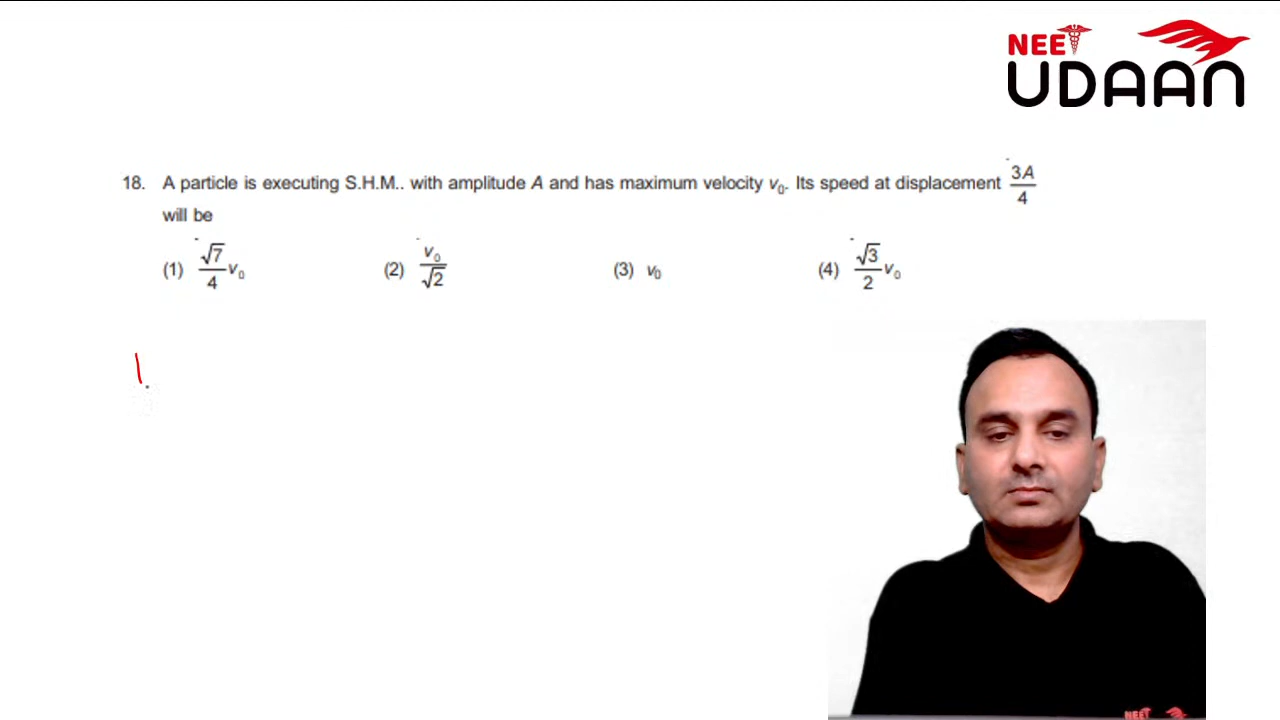 NEET
UDAAN
18. A particle is executing S.H.M.. with amplitude A and has maximum velocity v₀. Its speed at displacement 3A/4
will be
(1) √7/4 v₀ (2) v₀/√2 (3) v₀ (4) √3/2 v₀
NEET